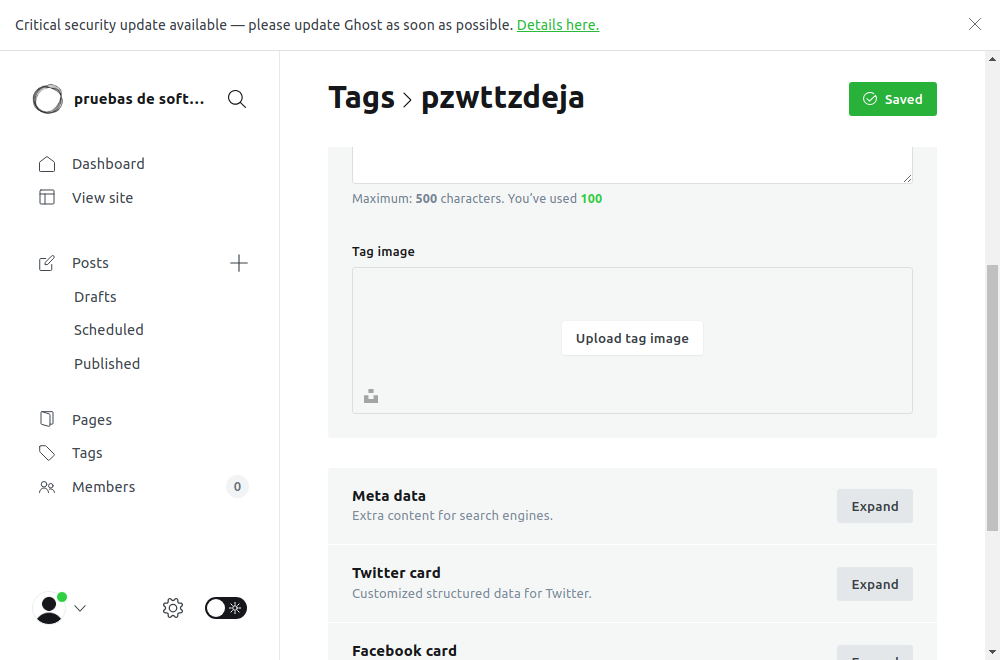 Critical security update available — please update Ghost as soon as possible. Details here.
pruebas de soft...
Tags > pzwttzdeja
Saved
Dashboard
View site
Posts
Drafts
Scheduled
Published
Pages
Tags
Members
0
Maximum: 500 characters. You’ve used 100
Tag image
Upload tag image
Meta data
Extra content for search engines.
Expand
Twitter card
Customized structured data for Twitter.
Expand
Facebook card
Expand